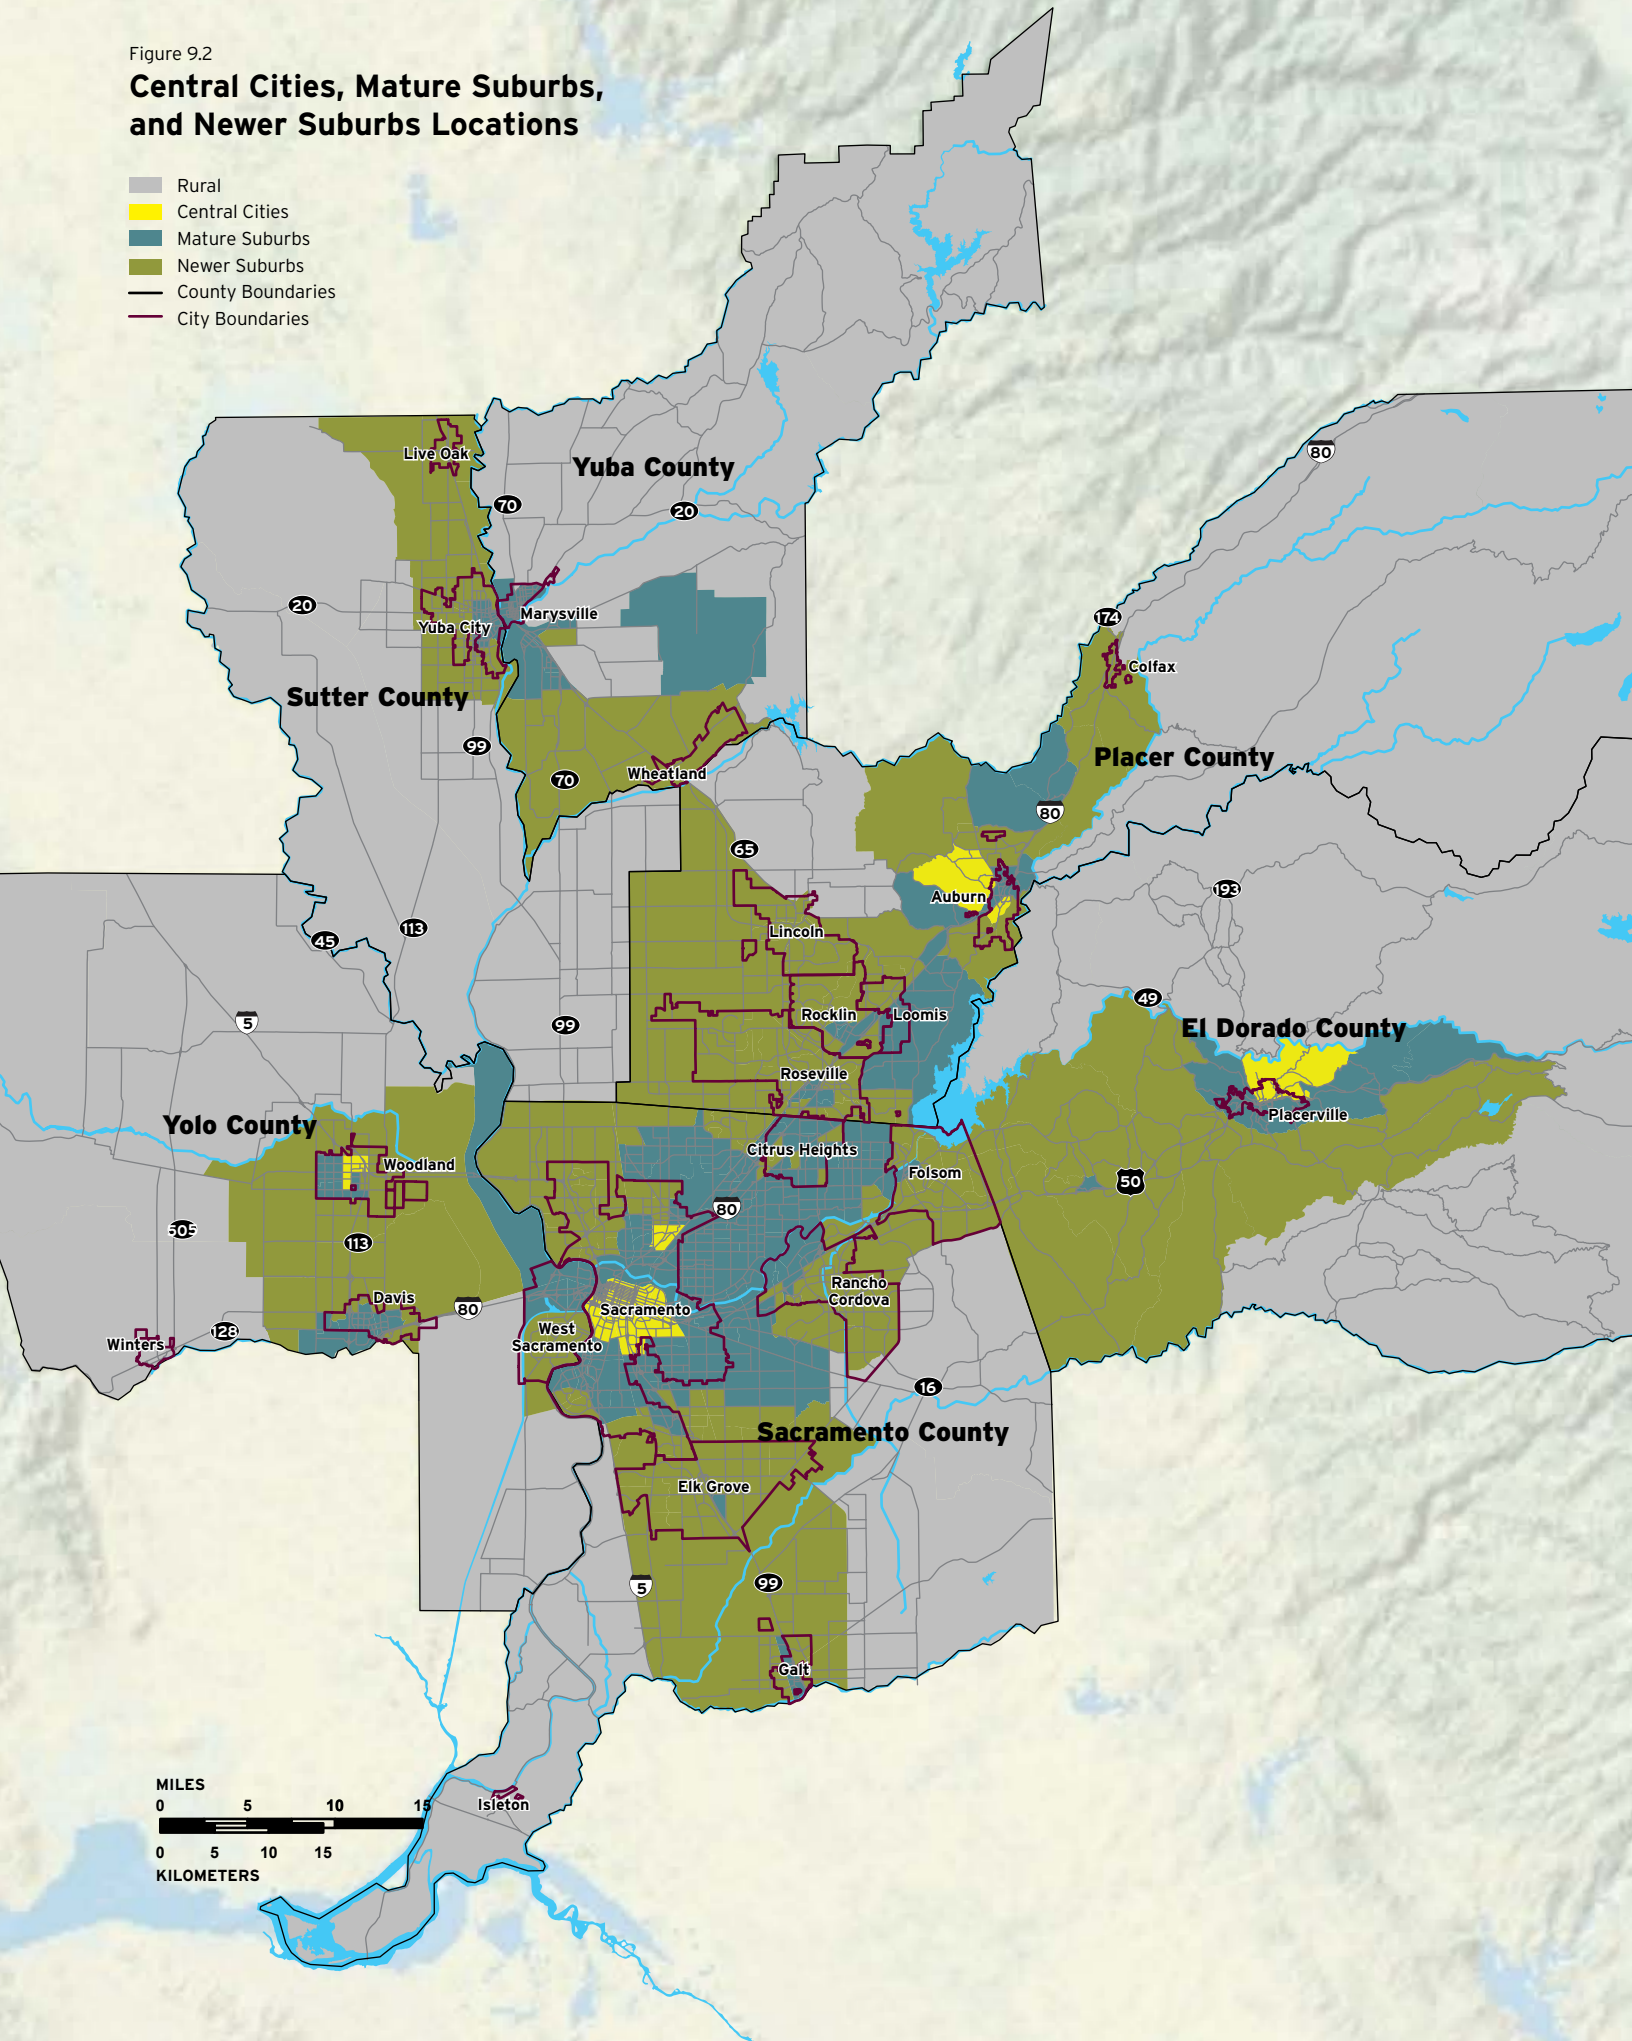 Figure 9.2
Central Cities, Mature Suburbs,
and Newer Suburbs Locations
Rural
Central Cities
Mature Suburbs
Newer Suburbs
County Boundaries
City Boundaries
80
Live Oak
Yuba County
70
20
20
Marysville
Yuba City
174
Colfax
Sutter County
99
70
Wheatland
Placer County
80
65
193
Auburn
113
45
Lincoln
49
5
99
Rocklin
Loomis
El Dorado County
Roseville
Placerville
Yolo County
Citrus Heights
Woodland
Folsom
50
80
505
113
Rancho
Cordova
Davis
80
Sacramento
128
Winters
West
Sacramento
16
Sacramento County
Elk Grove
5
99
Galt
Isleton
MILES
0 5 10 15
0 5 10 15
KILOMETERS